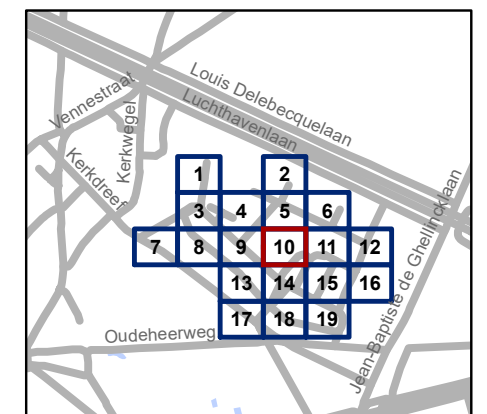 Louis Delebecquelaan
Luchthavenlaan
Vennestraat
Kerkwegel
Kerkdreef
1 2
3 4 5 6
7 8 9 10 11 12
13 14 15 16
17 18 19
Oudeheerweg
Jean-Baptiste de Ghellincklaan